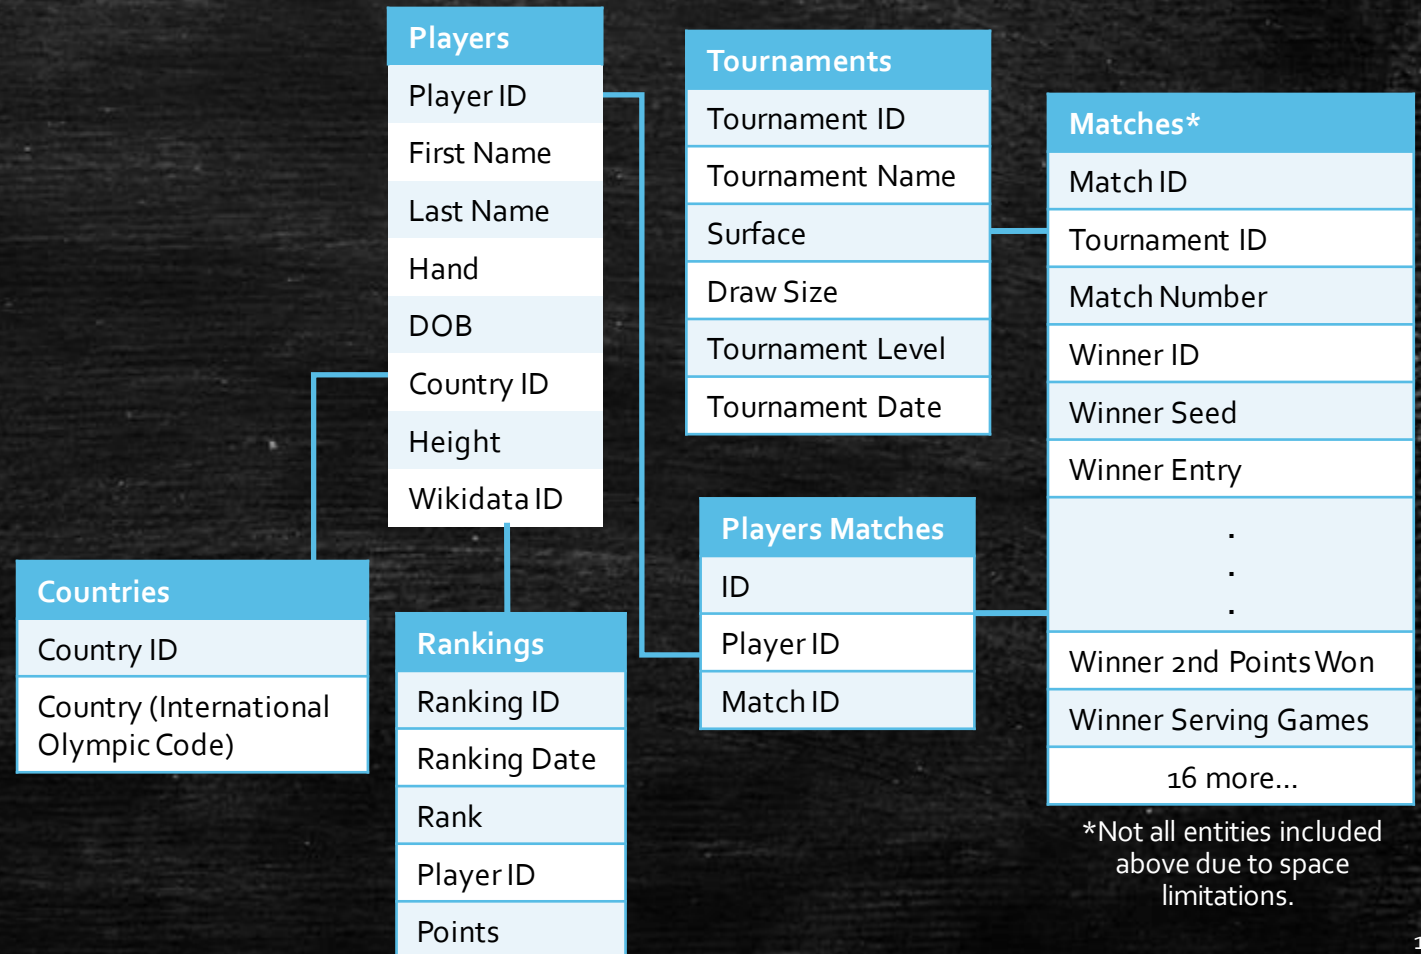 Players
Player ID
First Name
Last Name
Hand
DOB
Country ID
Height
Wikidata ID
Tournaments
Tournament ID
Tournament Name
Surface
Draw Size
Tournament Level
Tournament Date
Matches*
Match ID
Tournament ID
Match Number
Winner ID
Winner Seed
Winner Entry
.
.
.
Winner 2nd Points Won
Winner Serving Games
16 more...
*Not all entities included
above due to space
limitations.
Players Matches
ID
Player ID
Match ID
Countries
Country ID
Country (International
Olympic Code)
Rankings
Ranking ID
Ranking Date
Rank
Player ID
Points